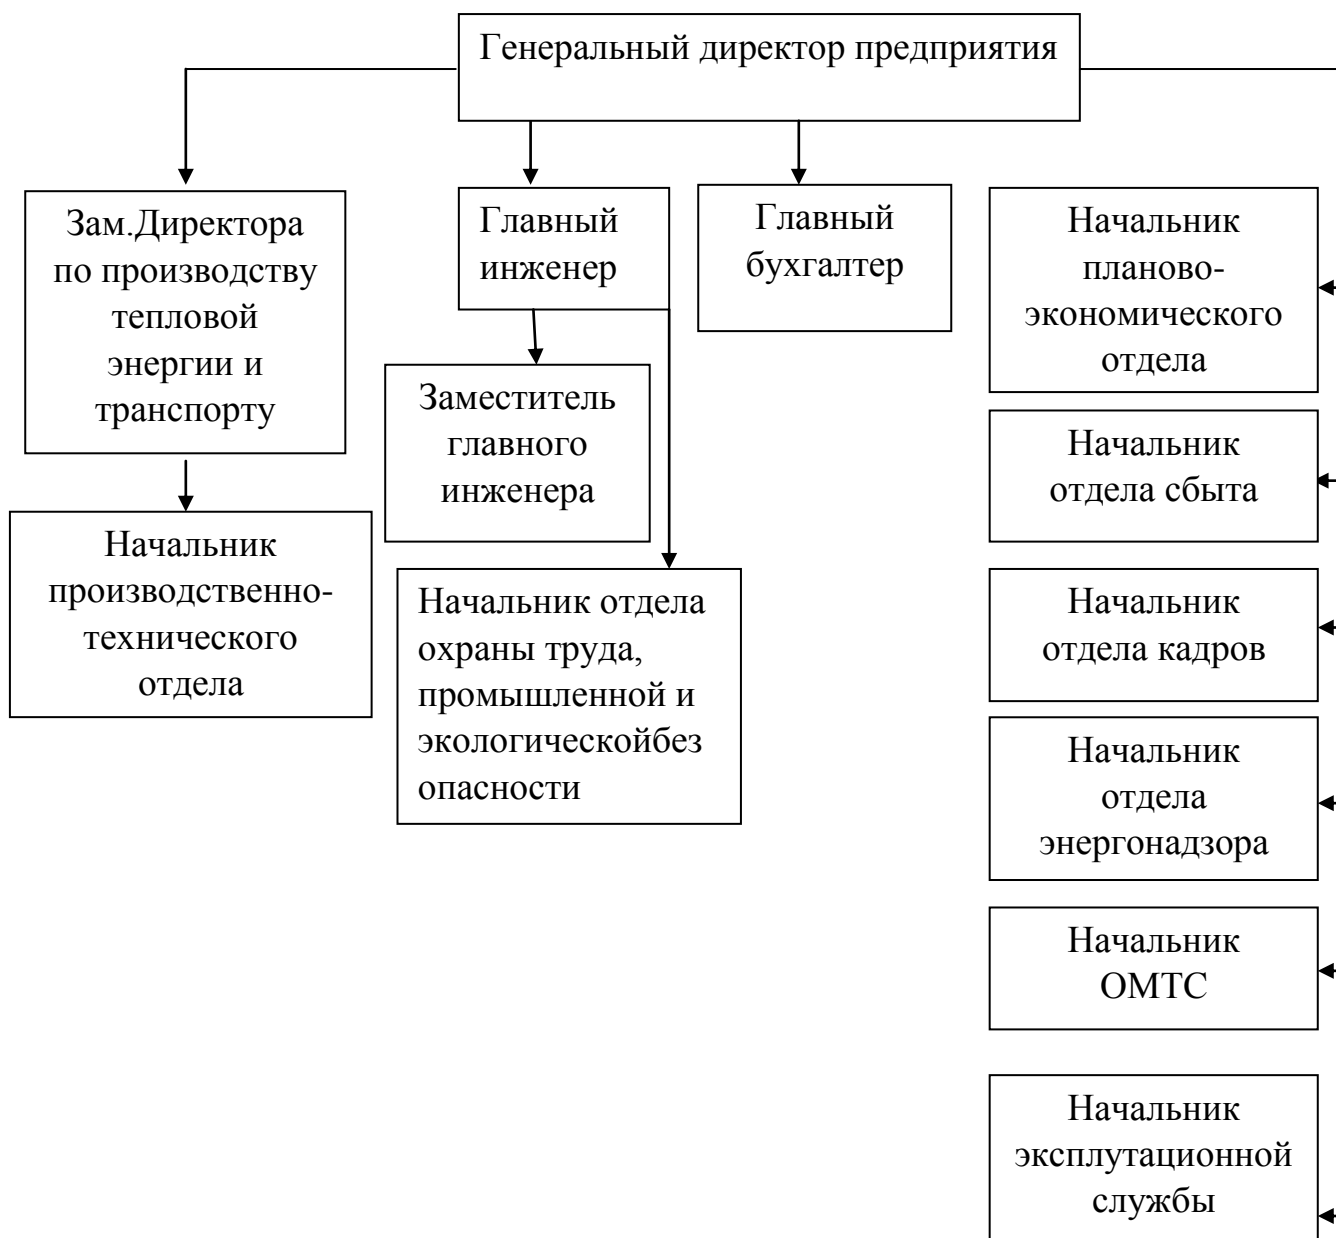 Генеральный директор предприятия
Зам.Директора
по производству
тепловой
энергии и
транспорту
Главный
инженер
Главный
бухгалтер
Начальник
планово-
экономического
отдела
Заместитель
главного
инженера
Начальник
отдела сбыта
Начальник
производственно-
технического
отдела
Начальник отдела
охраны труда,
промышленной и
экологическойбез
опасности
Начальник
отдела кадров
Начальник
отдела
энергонадзора
Начальник
ОМТС
Начальник
эксплутационной
службы